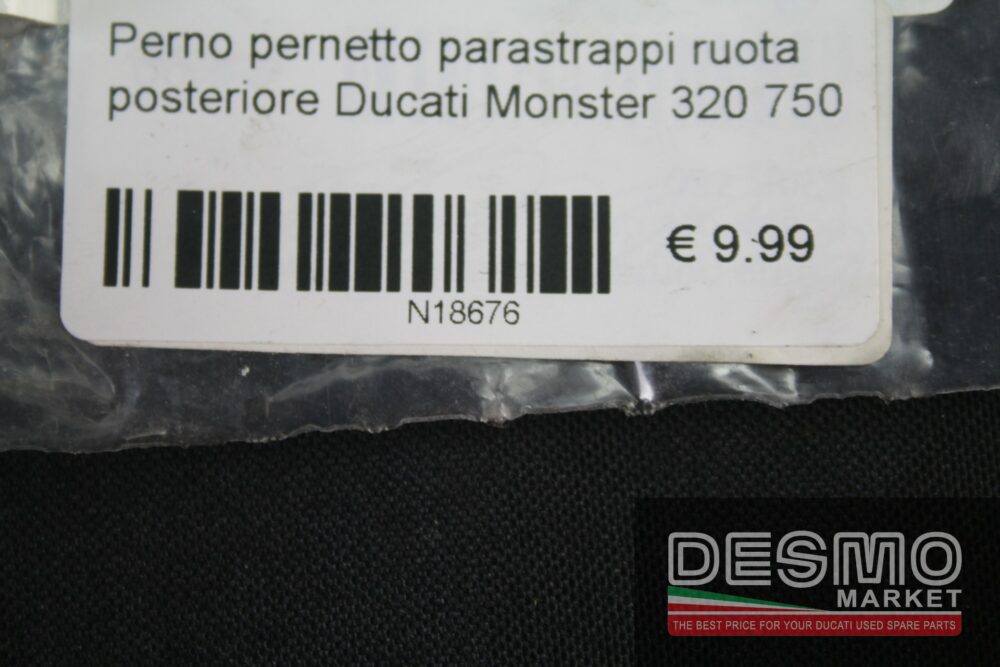 Perno pernetto parastrappi ruota
posteriore Ducati Monster 320 750
€ 9.99
N18676
DESMO
MARKET
THE BEST PRICE FOR YOUR DUCATI USED SPARE PARTS